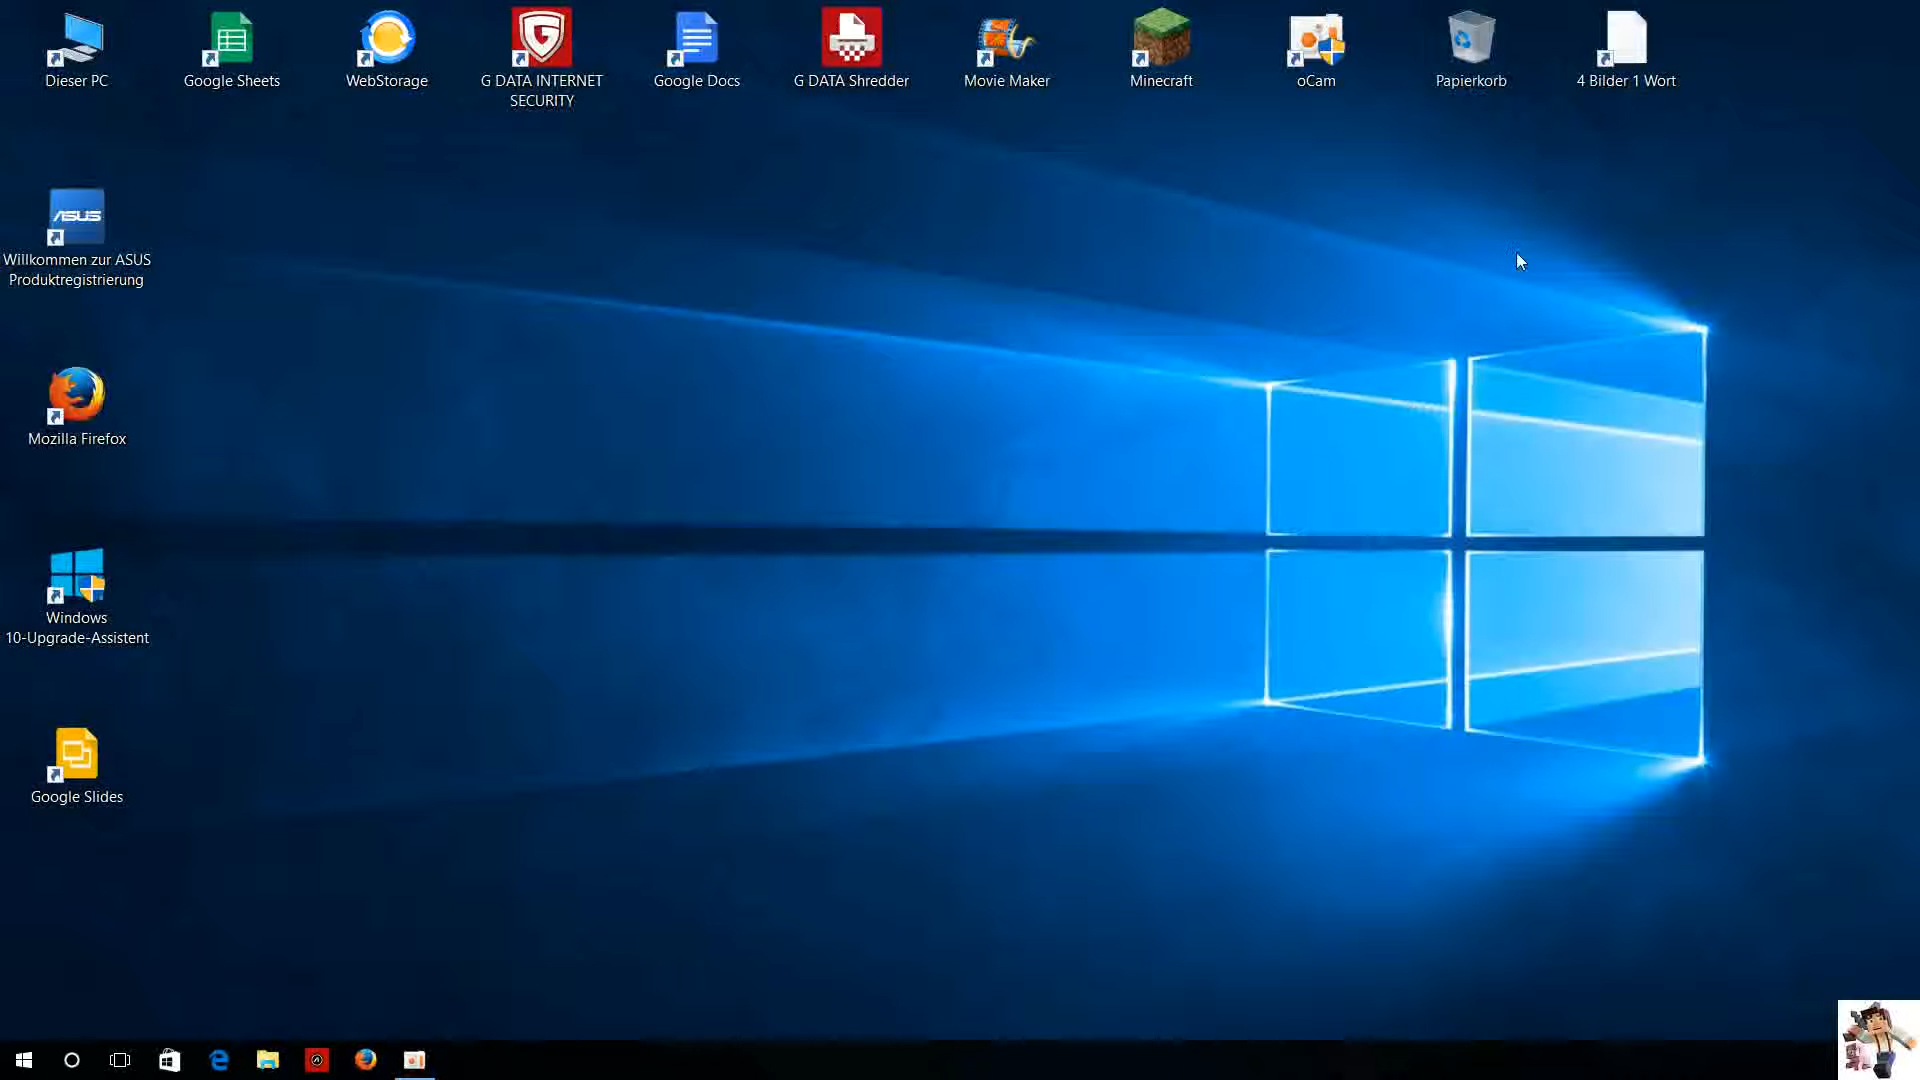 Dieser PC
Google Sheets
WebStorage
G DATA INTERNET
SECURITY
Google Docs
G DATA Shredder
Movie Maker
Minecraft
oCam
Papierkorb
4 Bilder 1 Wort
ASUS
Willkommen zur ASUS
Produktregistrierung
Mozilla Firefox
Windows
10-Upgrade-Assistent
Google Slides